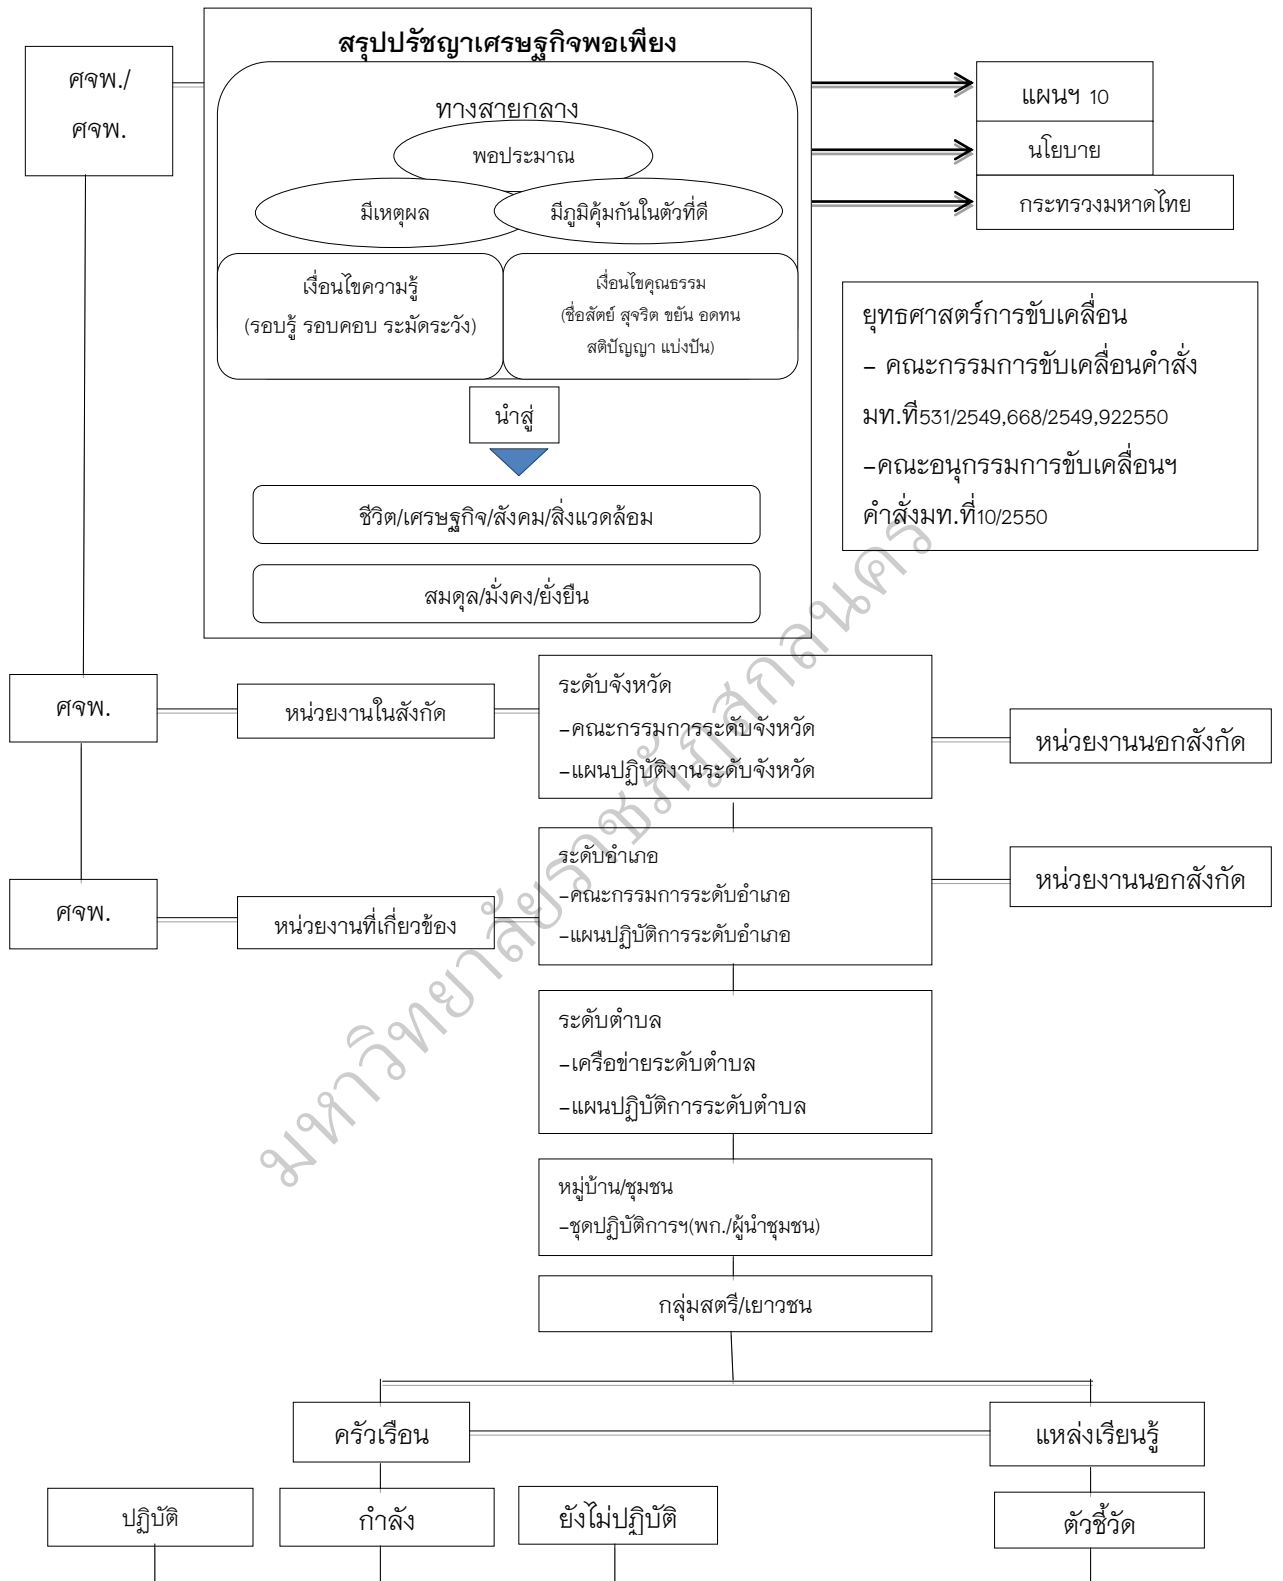 สรุปปรัชญาเศรษฐกิจพอเพียง
ศจพ./
ศจพ.
ทางสายกลาง
พอประมาณ
มีเหตุผล
มีภูมิคุ้มกันในตัวที่ดี
เงื่อนไขความรู้
(รอบรู้ รอบคอบ ระมัดระวัง)
เงื่อนไขคุณธรรม
(ซื่อสัตย์ สุจริต ขยัน อดทน
สติปัญญา แบ่งปัน)
นำสู่
ชีวิต/เศรษฐกิจ/สังคม/สิ่งแวดล้อม
สมดุล/มั่งคง/ยั่งยืน
แผนฯ 10
นโยบาย
กระทรวงมหาดไทย
ยุทธศาสตร์การขับเคลื่อน
– คณะกรรมการขับเคลื่อนคำสั่ง
มท.ที่531/2549,668/2549,922550
–คณะอนุกรรมการขับเคลื่อนฯ
คำสั่งมท.ที่10/2550
ศจพ.
หน่วยงานในสังกัด
ระดับจังหวัด
–คณะกรรมการระดับจังหวัด
–แผนปฏิบัติงานระดับจังหวัด
หน่วยงานนอกสังกัด
ศจพ.
หน่วยงานที่เกี่ยวข้อง
ระดับอำเภอ
–คณะกรรมการระดับอำเภอ
–แผนปฏิบัติการระดับอำเภอ
หน่วยงานนอกสังกัด
ระดับตำบล
–เครือข่ายระดับตำบล
–แผนปฏิบัติการระดับตำบล
หมู่บ้าน/ชุมชน
–ชุดปฏิบัติการฯ(พก./ผู้นำชุมชน)
กลุ่มสตรี/เยาวชน
ครัวเรือน
แหล่งเรียนรู้
ปฏิบัติ
กำลัง
ยังไม่ปฏิบัติ
ตัวชี้วัด
มหาวิทยาลัยราชภัฏสกลนคร